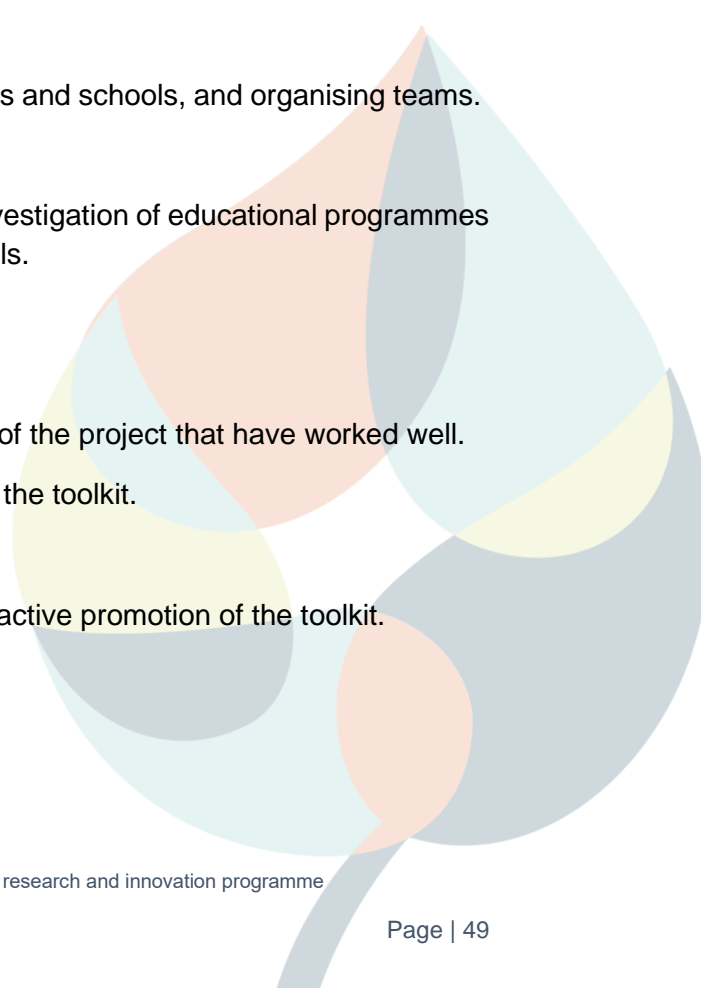 s and schools, and organising teams.
vestigation of educational programmes
ls.
of the project that have worked well.
the toolkit.
active promotion of the toolkit.
research and innovation programme
Page | 49